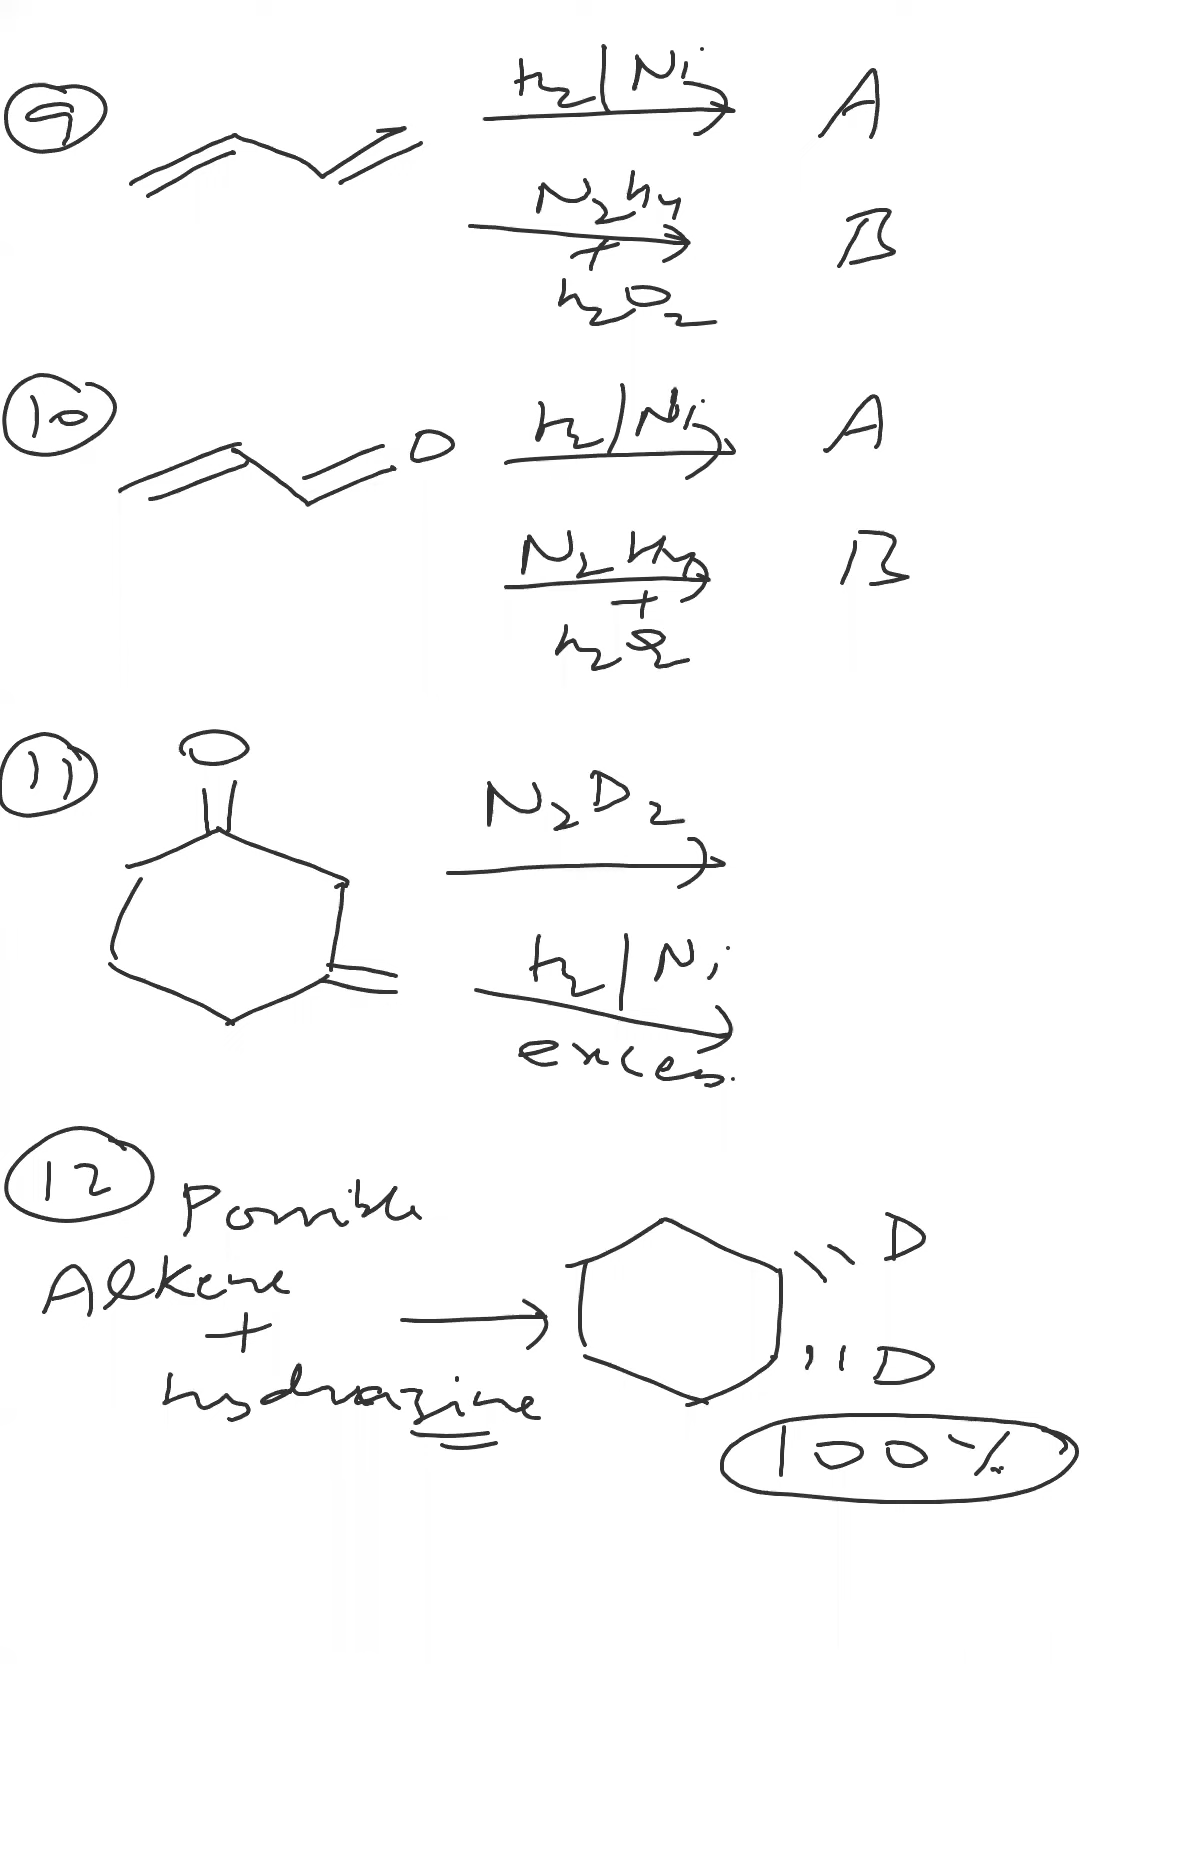 9
H2/Ni
A
N2H4
+
H2O2
B
10
O
H2/Ni
A
N2H4
+
H2O2
B
11
O
N2D2
H2/Ni
excess.
12
Possible
Alkene
+
hydrazine
D
D
100%